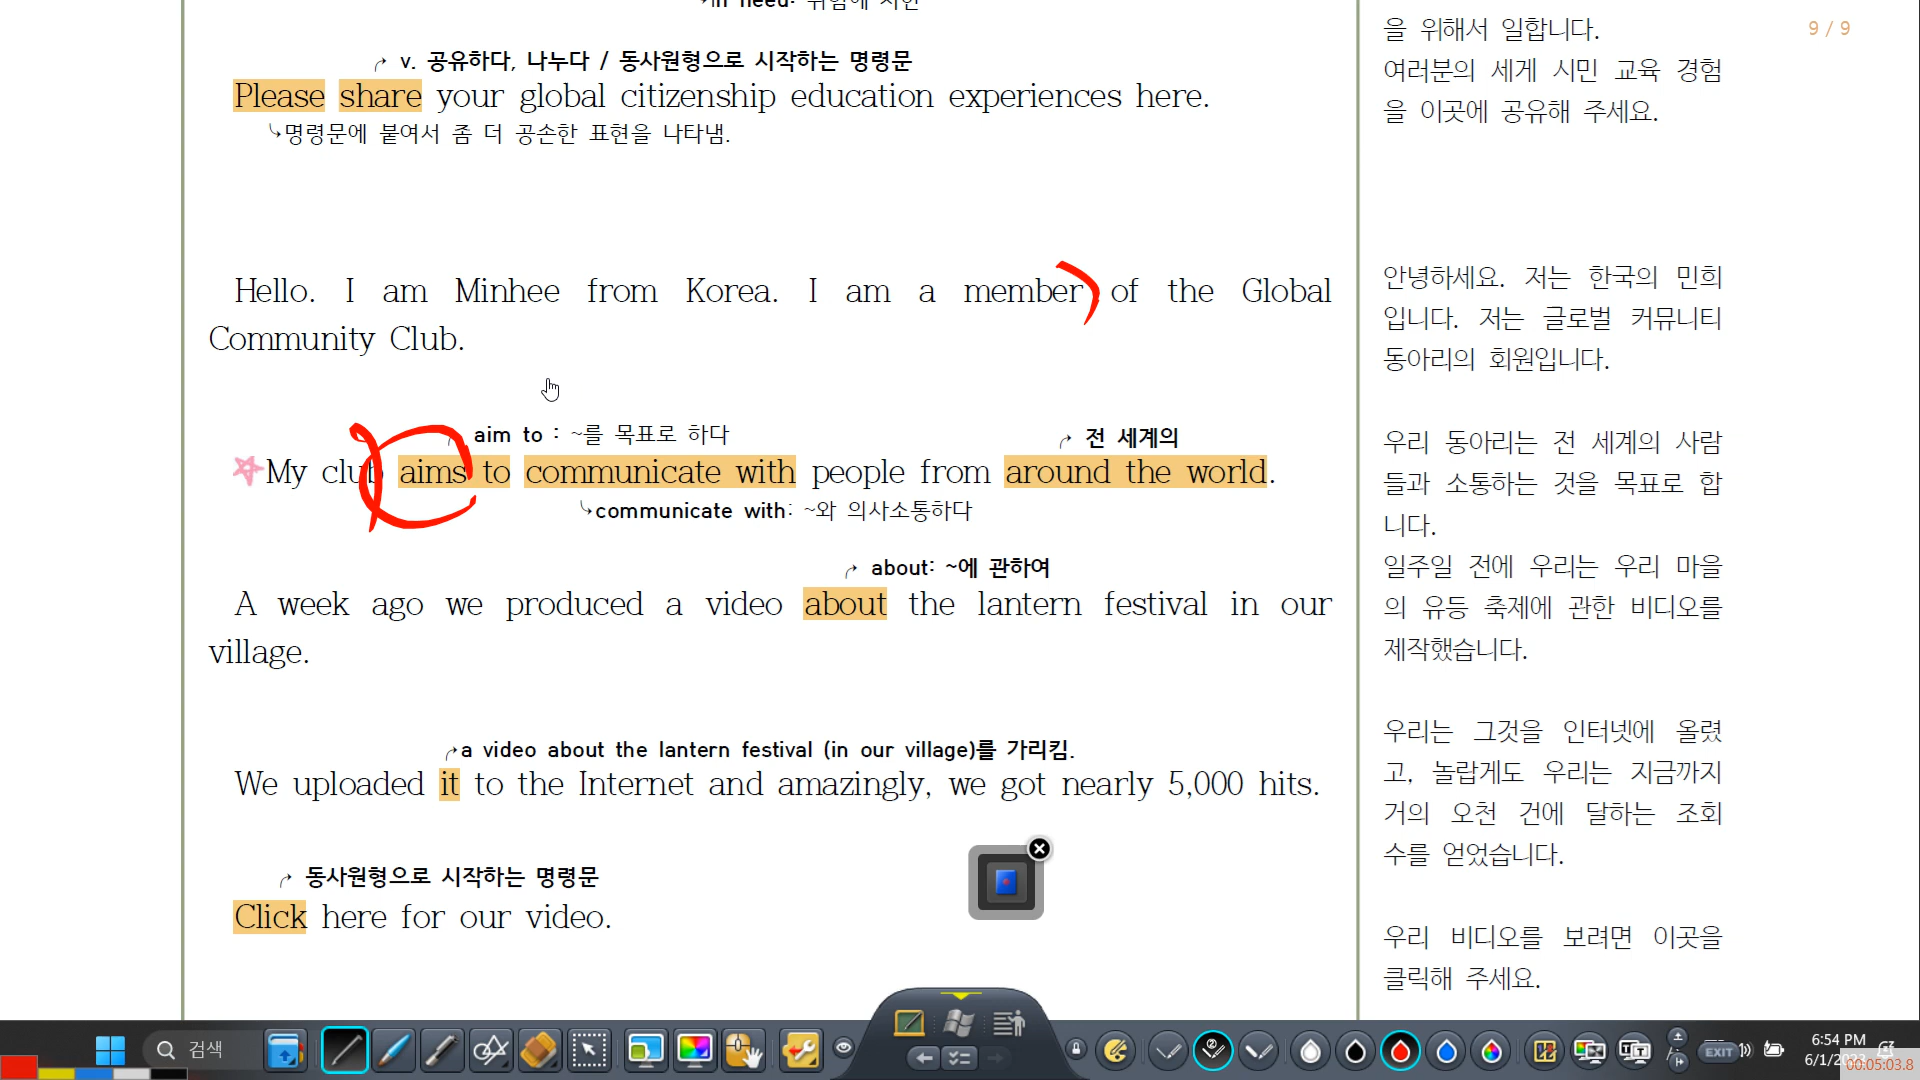 in need: 위험에 처한
v. 공유하다, 나누다 / 동사원형으로 시작하는 명령문
Please share your global citizenship education experiences here.
명령문에 붙여서 좀 더 공손한 표현을 나타냄.
Hello. I am Minhee from Korea. I am a member of the Global
Community Club.
aim to : ~를 목표로 하다
전 세계의
My club aims to communicate with people from around the world.
communicate with: ~와 의사소통하다
about: ~에 관하여
A week ago we produced a video about the lantern festival in our
village.
a video about the lantern festival (in our village)를 가리킴.
We uploaded it to the Internet and amazingly, we got nearly 5,000 hits.
동사원형으로 시작하는 명령문
Click here for our video.
을 위해서 일합니다.
여러분의 세게 시민 교육 경험
을 이곳에 공유해 주세요.
안녕하세요. 저는 한국의 민희
입니다. 저는 글로벌 커뮤니티
동아리의 회원입니다.
우리 동아리는 전 세계의 사람
들과 소통하는 것을 목표로 합
니다.
일주일 전에 우리는 우리 마을
의 유등 축제에 관한 비디오를
제작했습니다.
우리는 그것을 인터넷에 올렸
고, 놀랍게도 우리는 지금까지
거의 오천 건에 달하는 조회
수를 얻었습니다.
우리 비디오를 보려면 이곳을
클릭해 주세요.
9 / 9
검색
EXIT
6:54 PM
00:05:03.8